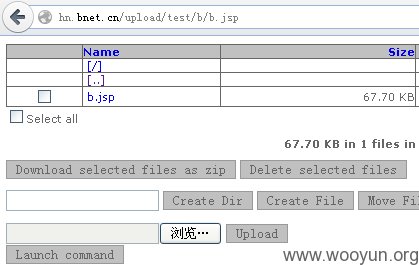 hn.bnet.cn/upload/test/b/b.jsp
Name Size
[/]
[..]
b.jsp 67.70 KB
Select all
67.70 KB in 1 files in
Download selected files as zip Delete selected files
Create Dir Create File Move Fil
浏览… Upload
Launch command
www.wooyun.org